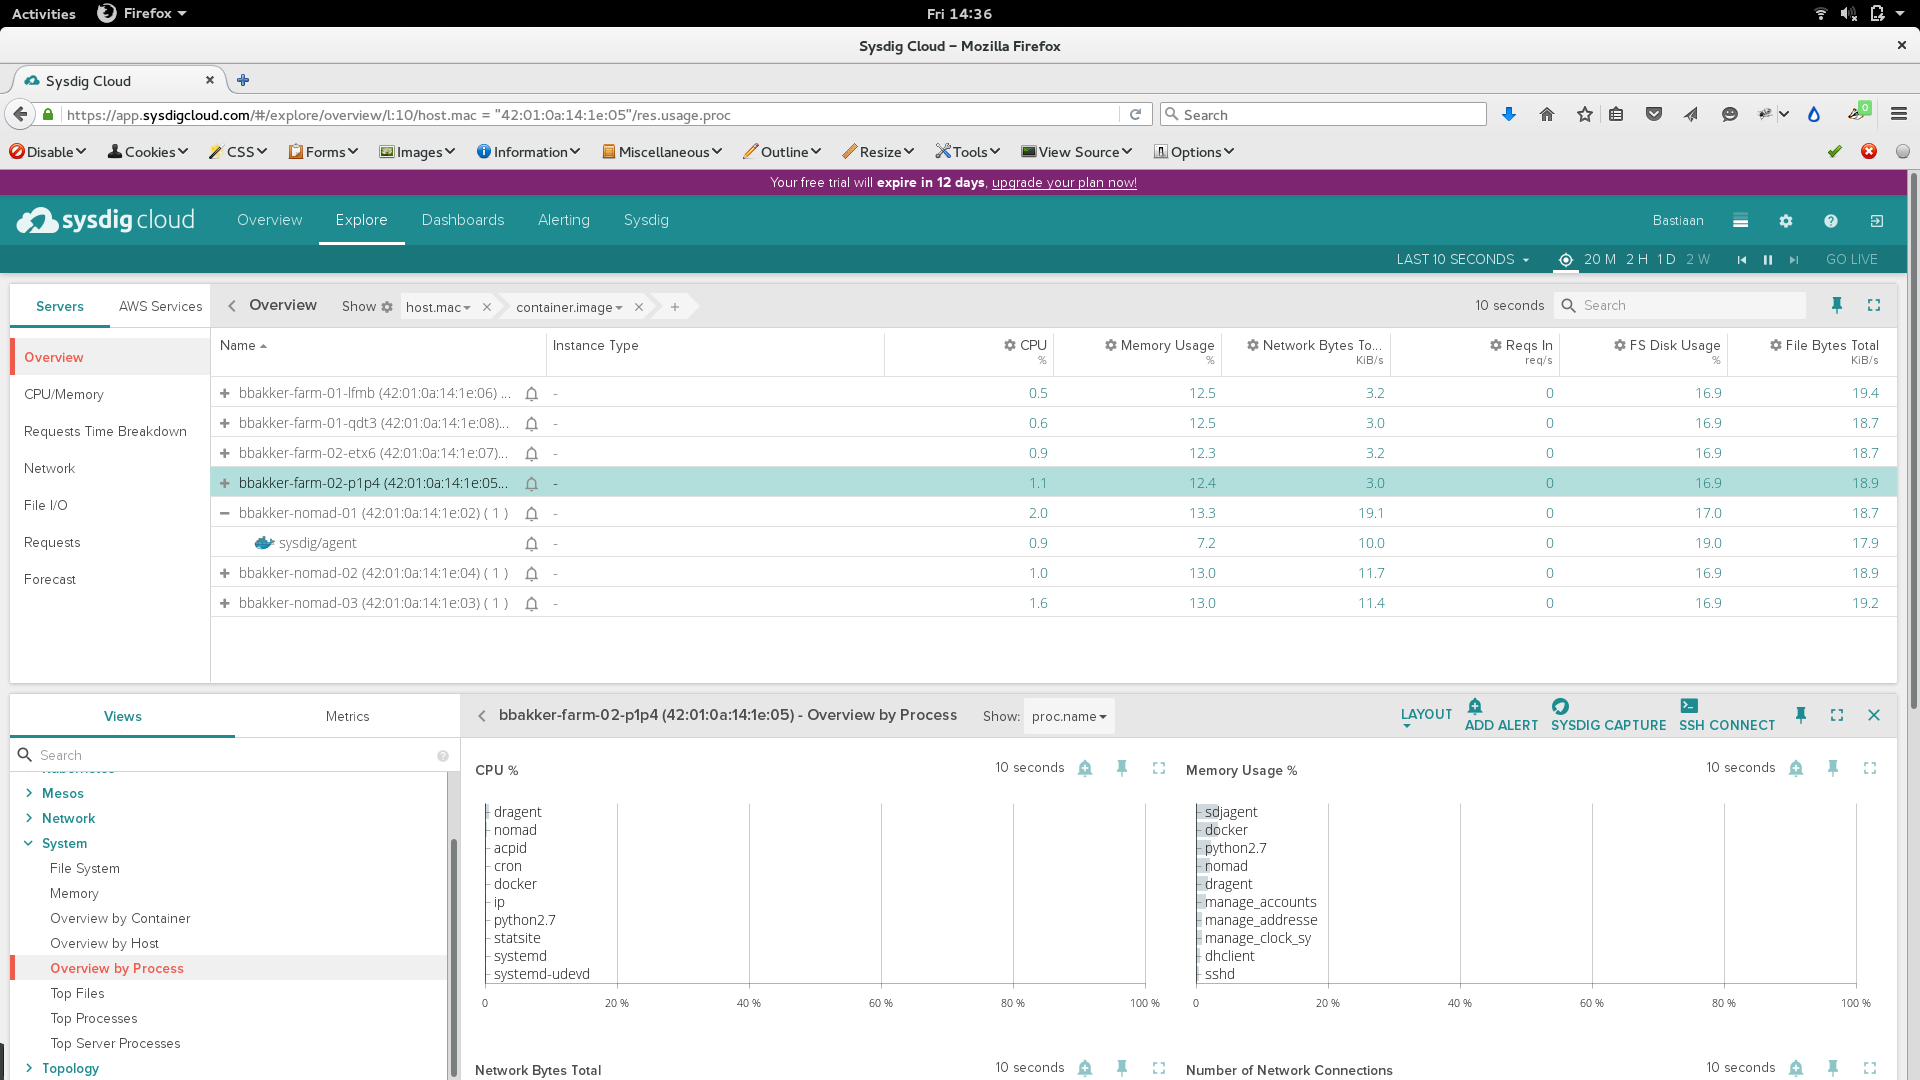 Activities Firefox Fri 14:36
Sysdig Cloud – Mozilla Firefox
Sysdig Cloud
https://app.sysdigcloud.com/#/explore/overview/l:10/host.mac = "42:01:0a:14:1e:05"/res.usage.proc Search 0
Disable Cookies CSS Forms Images Information Miscellaneous Outline Resize Tools View Source Options
Your free trial will expire in 12 days, upgrade your plan now!
sysdig cloud Overview Explore Dashboards Alerting Sysdig Bastiaan
LAST 10 SECONDS 20 M 2 H 1 D 2 W GO LIVE
Servers AWS Services Overview Show host.mac container.image + 10 seconds Search
Overview
CPU/Memory
Requests Time Breakdown
Network
File I/O
Requests
Forecast
Name Instance Type CPU Memory Usage Network Bytes To... Reqs In FS Disk Usage File Bytes Total
% % KiB/s req/s % KiB/s
bbakker-farm-01-lfmb (42:01:0a:14:1e:06) ... - 0.5 12.5 3.2 0 16.9 19.4
bbakker-farm-01-qdt3 (42:01:0a:14:1e:08)... - 0.6 12.5 3.0 0 16.9 18.7
bbakker-farm-02-etx6 (42:01:0a:14:1e:07)... - 0.9 12.3 3.2 0 16.9 18.7
bbakker-farm-02-p1p4 (42:01:0a:14:1e:05... - 1.1 12.4 3.0 0 16.9 18.9
bbakker-nomad-01 (42:01:0a:14:1e:02) ( 1 ) - 2.0 13.3 19.1 0 17.0 18.7
sysdig/agent - 0.9 7.2 10.0 0 19.0 17.9
bbakker-nomad-02 (42:01:0a:14:1e:04) ( 1 ) - 1.0 13.0 11.7 0 16.9 18.9
bbakker-nomad-03 (42:01:0a:14:1e:03) ( 1 ) - 1.6 13.0 11.4 0 16.9 19.2
Views Metrics
Search
Kubernetes
Mesos
Network
System
File System
Memory
Overview by Container
Overview by Host
Overview by Process
Top Files
Top Processes
Top Server Processes
Topology
bbakker-farm-02-p1p4 (42:01:0a:14:1e:05) - Overview by Process Show: proc.name LAYOUT ADD ALERT SYSDIG CAPTURE SSH CONNECT
CPU % 10 seconds
dragent
nomad
acpid
cron
docker
ip
python2.7
statsite
systemd
systemd-udevd
0 20 % 40 % 60 % 80 % 100 %
Memory Usage % 10 seconds
sdjagent
docker
python2.7
nomad
dragent
manage_accounts
manage_addresse
manage_clock_sy
dhclient
sshd
0 20 % 40 % 60 % 80 % 100 %
Network Bytes Total 10 seconds
Number of Network Connections 10 seconds